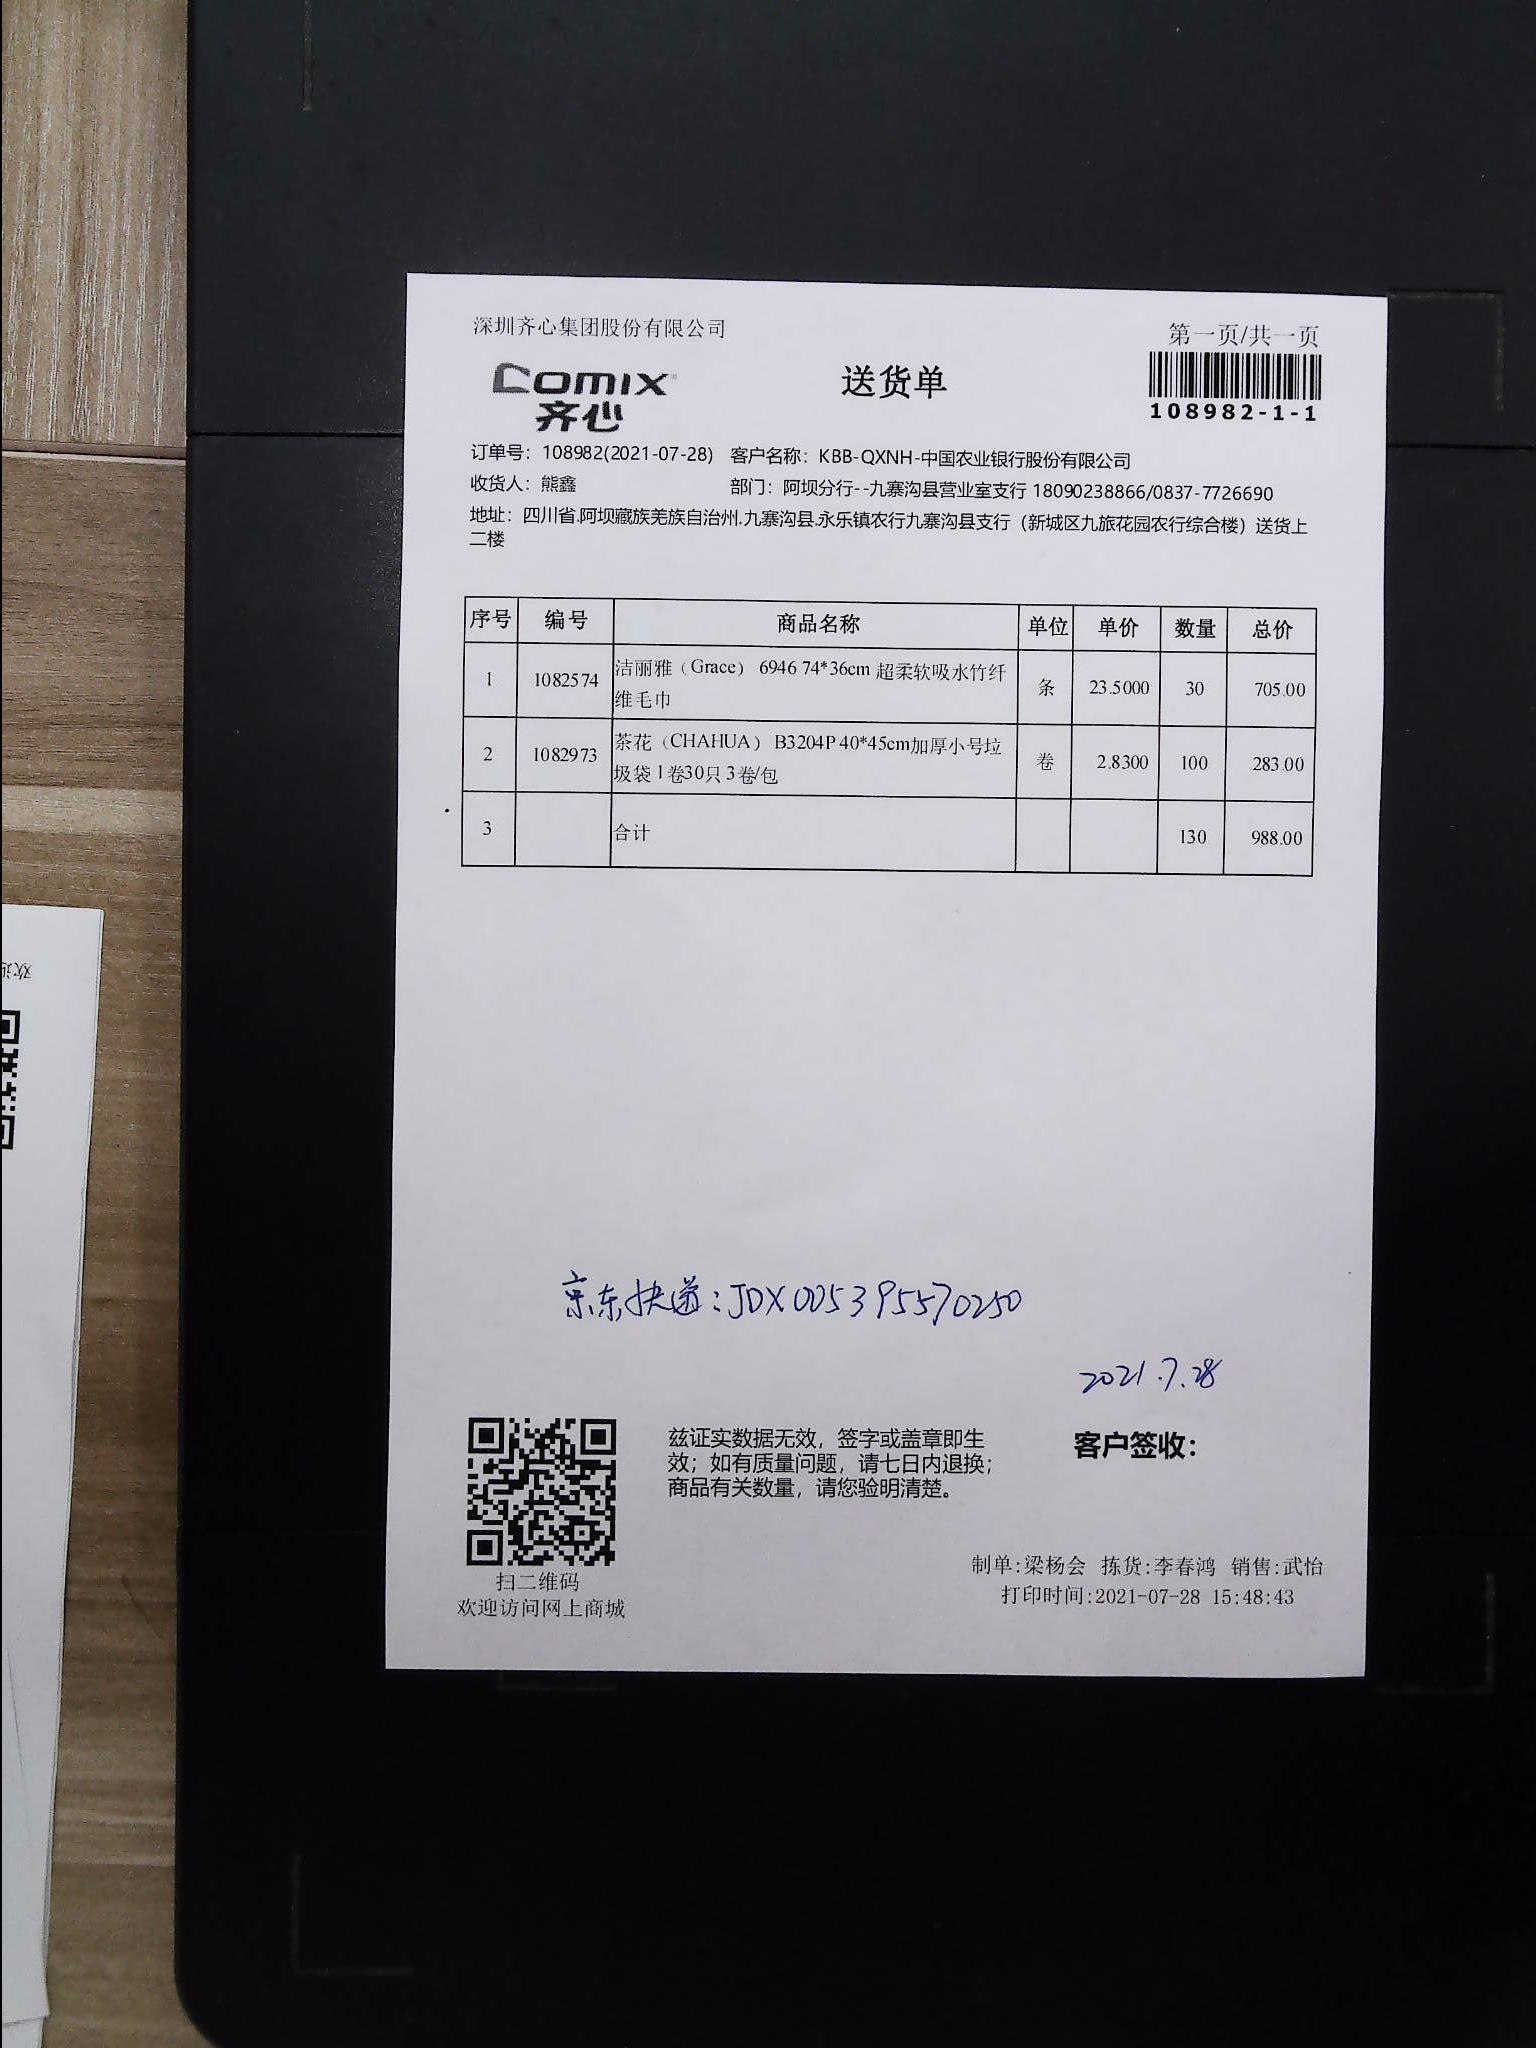 深圳齐心集团股份有限公司
第一页/共一页
comix
齐心
送货单
108982-1-1
订单号：108982(2021-07-28) 客户名称：KBB-QXNH-中国农业银行股份有限公司
收货人：熊鑫 部门：阿坝分行--九寨沟县营业室支行 18090238866/0837-7726690
地址：四川省.阿坝藏族羌族自治州.九寨沟县.永乐镇农行九寨沟县支行（新城区九旅花园农行综合楼）送货上
二楼
序号 编号 商品名称 单位 单价 数量 总价
1 1082574 洁丽雅（Grace） 6946 74*36cm 超柔软吸水竹纤 条 23.5000 30 705.00
维毛巾
2 1082973 茶花（CHAHUA） B3204P 40*45cm加厚小号垃 卷 2.8300 100 283.00
圾袋 1卷30只 3卷/包
3 合计 130 988.00
京东快递：JDX005395570250
2021.7.28
兹证实数据无效，签字或盖章即生
效；如有质量问题，请七日内退换；
商品有关数量，请您验明清楚。
客户签收：
扫二维码
欢迎访问网上商城
制单:梁杨会 拣货:李春鸿 销售:武怡
打印时间:2021-07-28 15:48:43